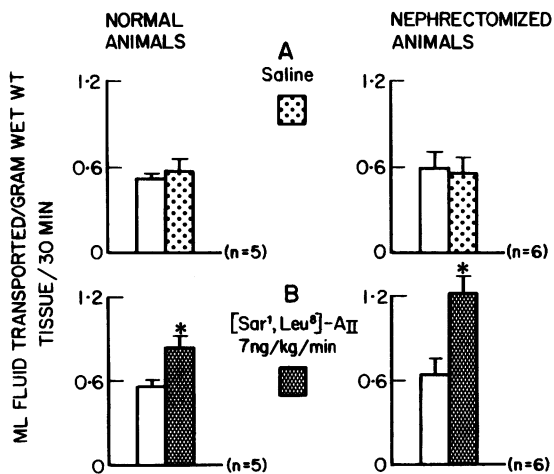 NORMAL
ANIMALS
NEPHRECTOMIZED
ANIMALS
A
Saline
ML FLUID TRANSPORTED/GRAM WET WT
TISSUE/30 MIN
1·2
0·6
0
(n=5)
1·2
0·6
0
(n=6)
B
[Sar¹, Leu⁸]-AII
7ng/kg/min
1·2
0·6
0
*
(n=5)
1·2
0·6
0
*
(n=6)